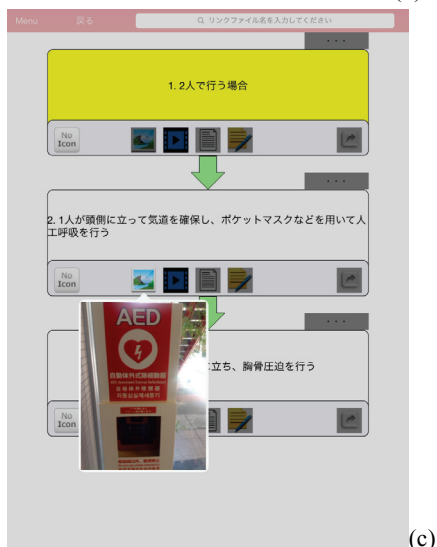 Menu 戻る リンクファイル名を入力してください
...
1. 2人で行う場合
No Icon
...
2. 1人が頭側に立って気道を確保し、ポケットマスクなどを用いて人
工呼吸を行う
No Icon
...
に立ち、胸骨圧迫を行う
No Icon
AED
自動体外式除細動器
(c)